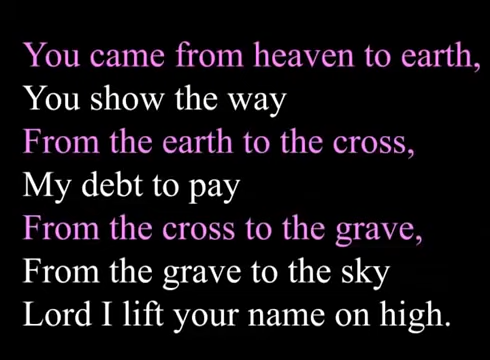 You came from heaven to earth,
You show the way
From the earth to the cross,
My debt to pay
From the cross to the grave,
From the grave to the sky
Lord I lift your name on high.